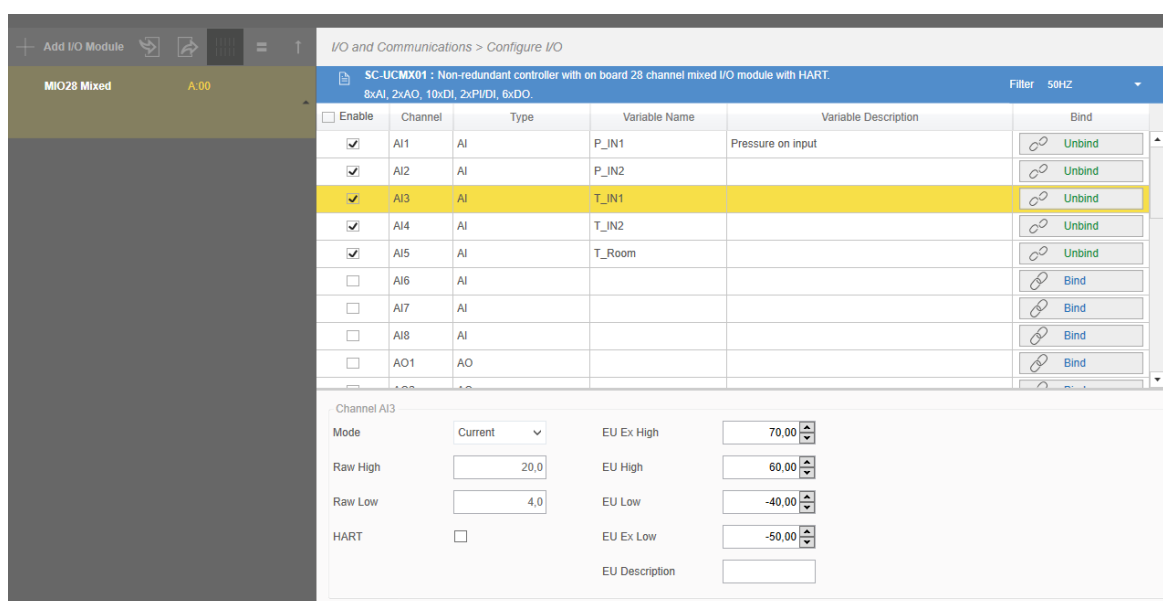 Add I/O Module
MIO28 Mixed A:00
I/O and Communications > Configure I/O
SC-UCMX01 : Non-redundant controller with on board 28 channel mixed I/O module with HART.
8xAI, 2xAO, 10xDI, 2xPI/DI, 6xDO.
Filter 50HZ
Enable Channel Type Variable Name Variable Description Bind
AI1 AI P_IN1 Pressure on input Unbind
AI2 AI P_IN2 Unbind
AI3 AI T_IN1 Unbind
AI4 AI T_IN2 Unbind
AI5 AI T_Room Unbind
AI6 AI Bind
AI7 AI Bind
AI8 AI Bind
AO1 AO Bind
Channel AI3
Mode Current EU Ex High 70,00
Raw High 20,0 EU High 60,00
Raw Low 4,0 EU Low -40,00
HART EU Ex Low -50,00
EU Description